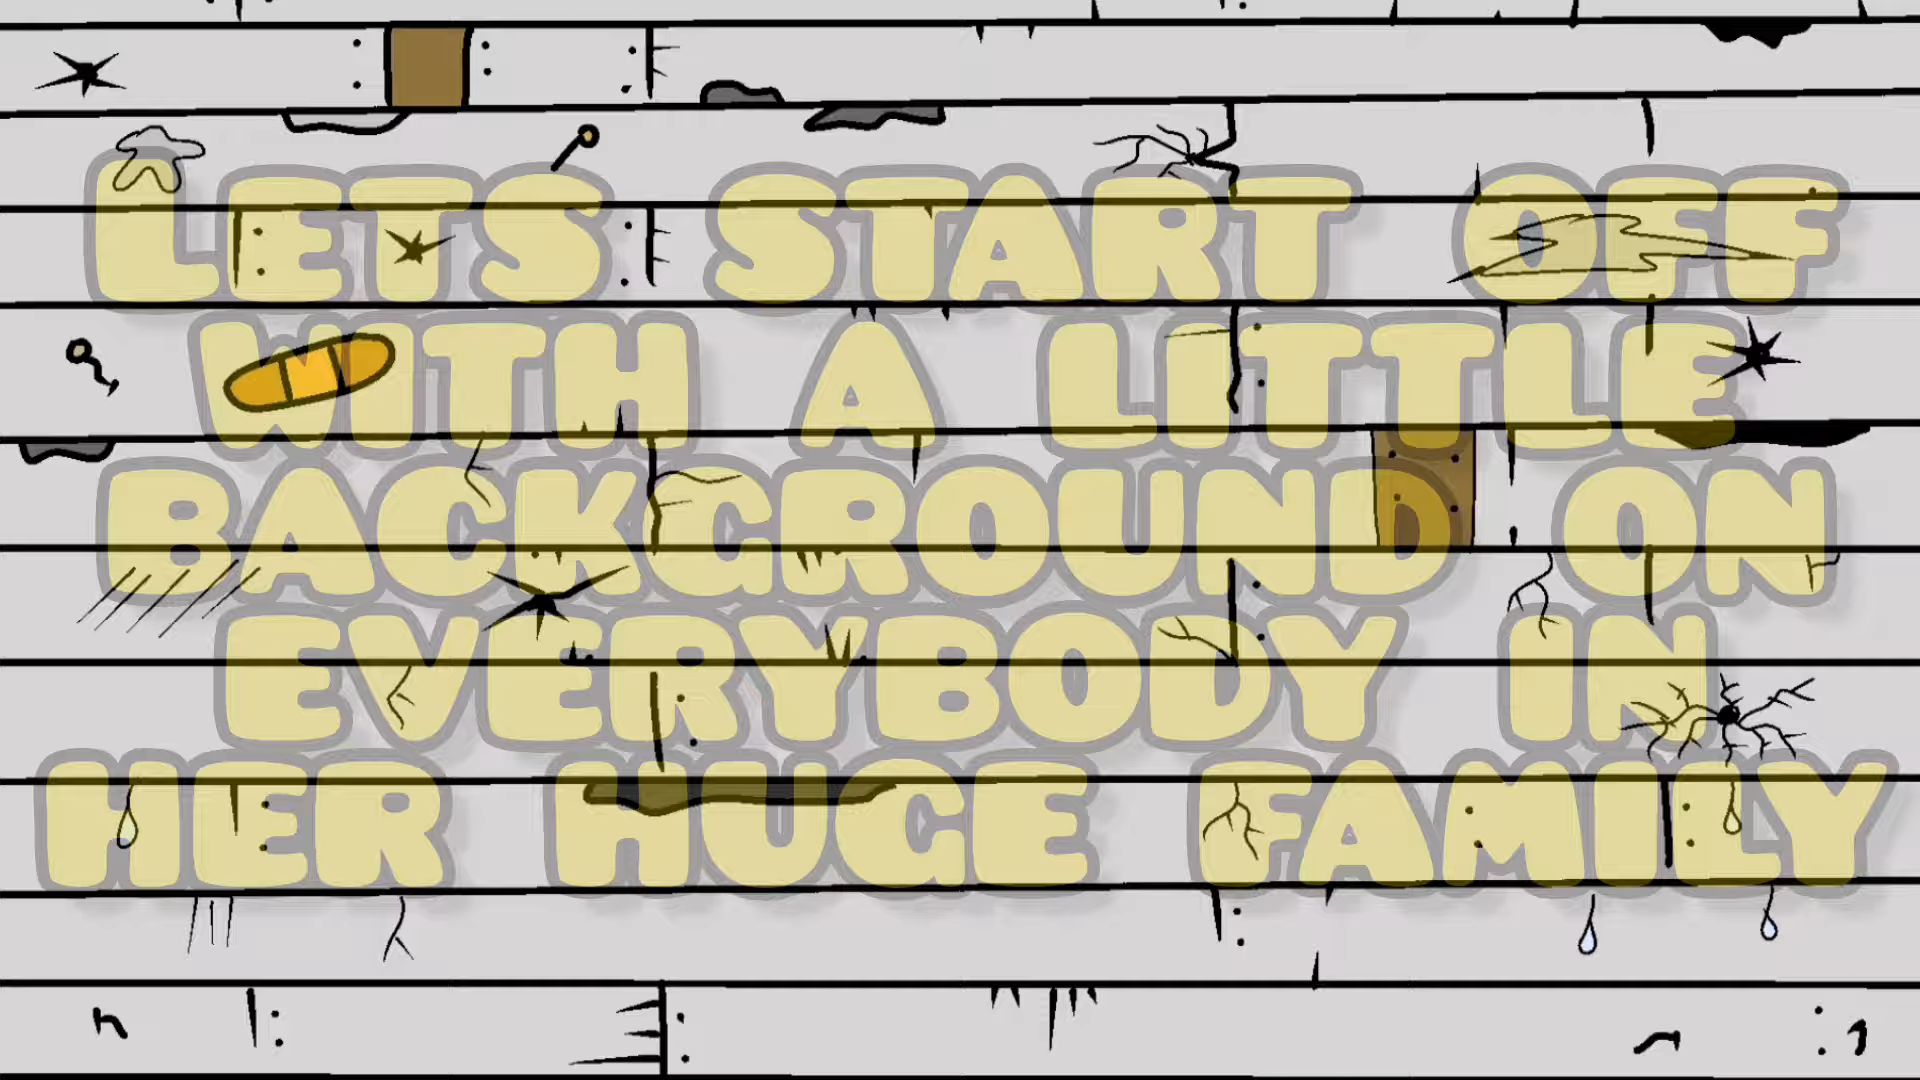 LETS START OFF
WITH A LITTLE
BACKGROUND ON
EVERYBODY IN
HER HUGE FAMILY